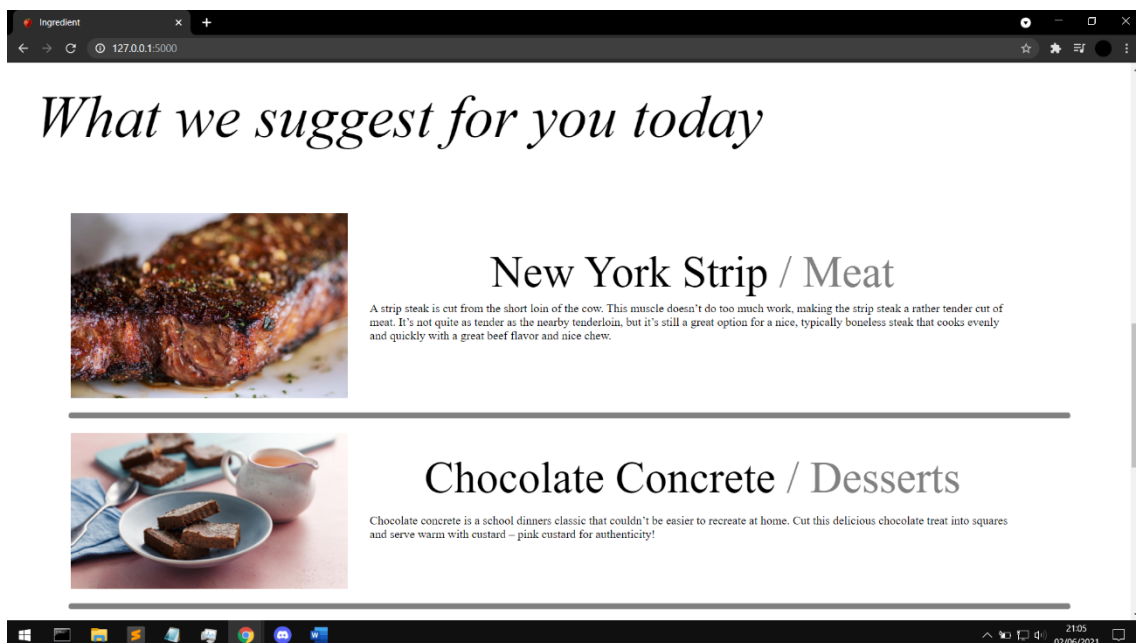 Ingredient
127.0.0.1:5000
What we suggest for you today
New York Strip / Meat
A strip steak is cut from the short loin of the cow. This muscle doesn’t do too much work, making the strip steak a rather tender cut of
meat. It’s not quite as tender as the nearby tenderloin, but it’s still a great option for a nice, typically boneless steak that cooks evenly
and quickly with a great beef flavor and nice chew.
Chocolate Concrete / Desserts
Chocolate concrete is a school dinners classic that couldn’t be easier to recreate at home. Cut this delicious chocolate treat into squares
and serve warm with custard – pink custard for authenticity!
21:05
02/06/2021